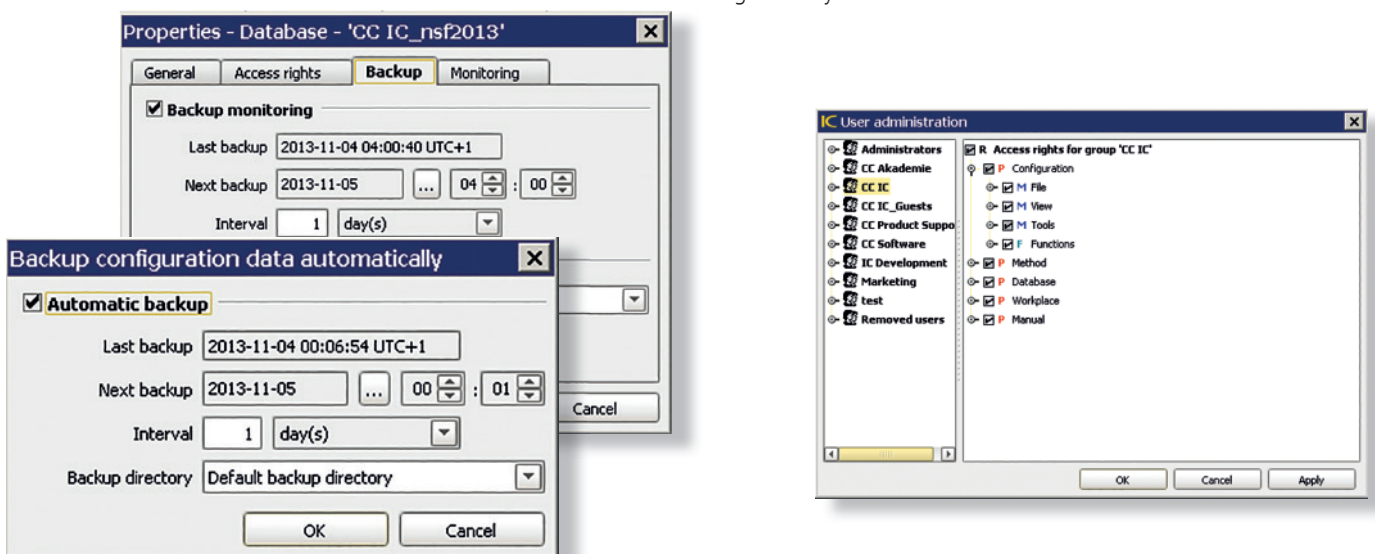 Properties - Database - 'CC IC_nsf2013'
General Access rights Backup Monitoring
Backup monitoring
Last backup 2013-11-04 04:00:40 UTC+1
Next backup 2013-11-05 ... 04 : 00
Interval 1 day(s)
Cancel
Backup configuration data automatically
Automatic backup
Last backup 2013-11-04 00:06:54 UTC+1
Next backup 2013-11-05 ... 00 : 01
Interval 1 day(s)
Backup directory Default backup directory
OK Cancel
IC User administration
Administrators
CC Akademie
CC IC
CC IC_Guests
CC Product Suppo
CC Software
IC Development
Marketing
test
Removed users
R Access rights for group 'CC IC'
P Configuration
M File
M View
M Tools
F Functions
P Method
P Database
P Workplace
P Manual
OK Cancel Apply